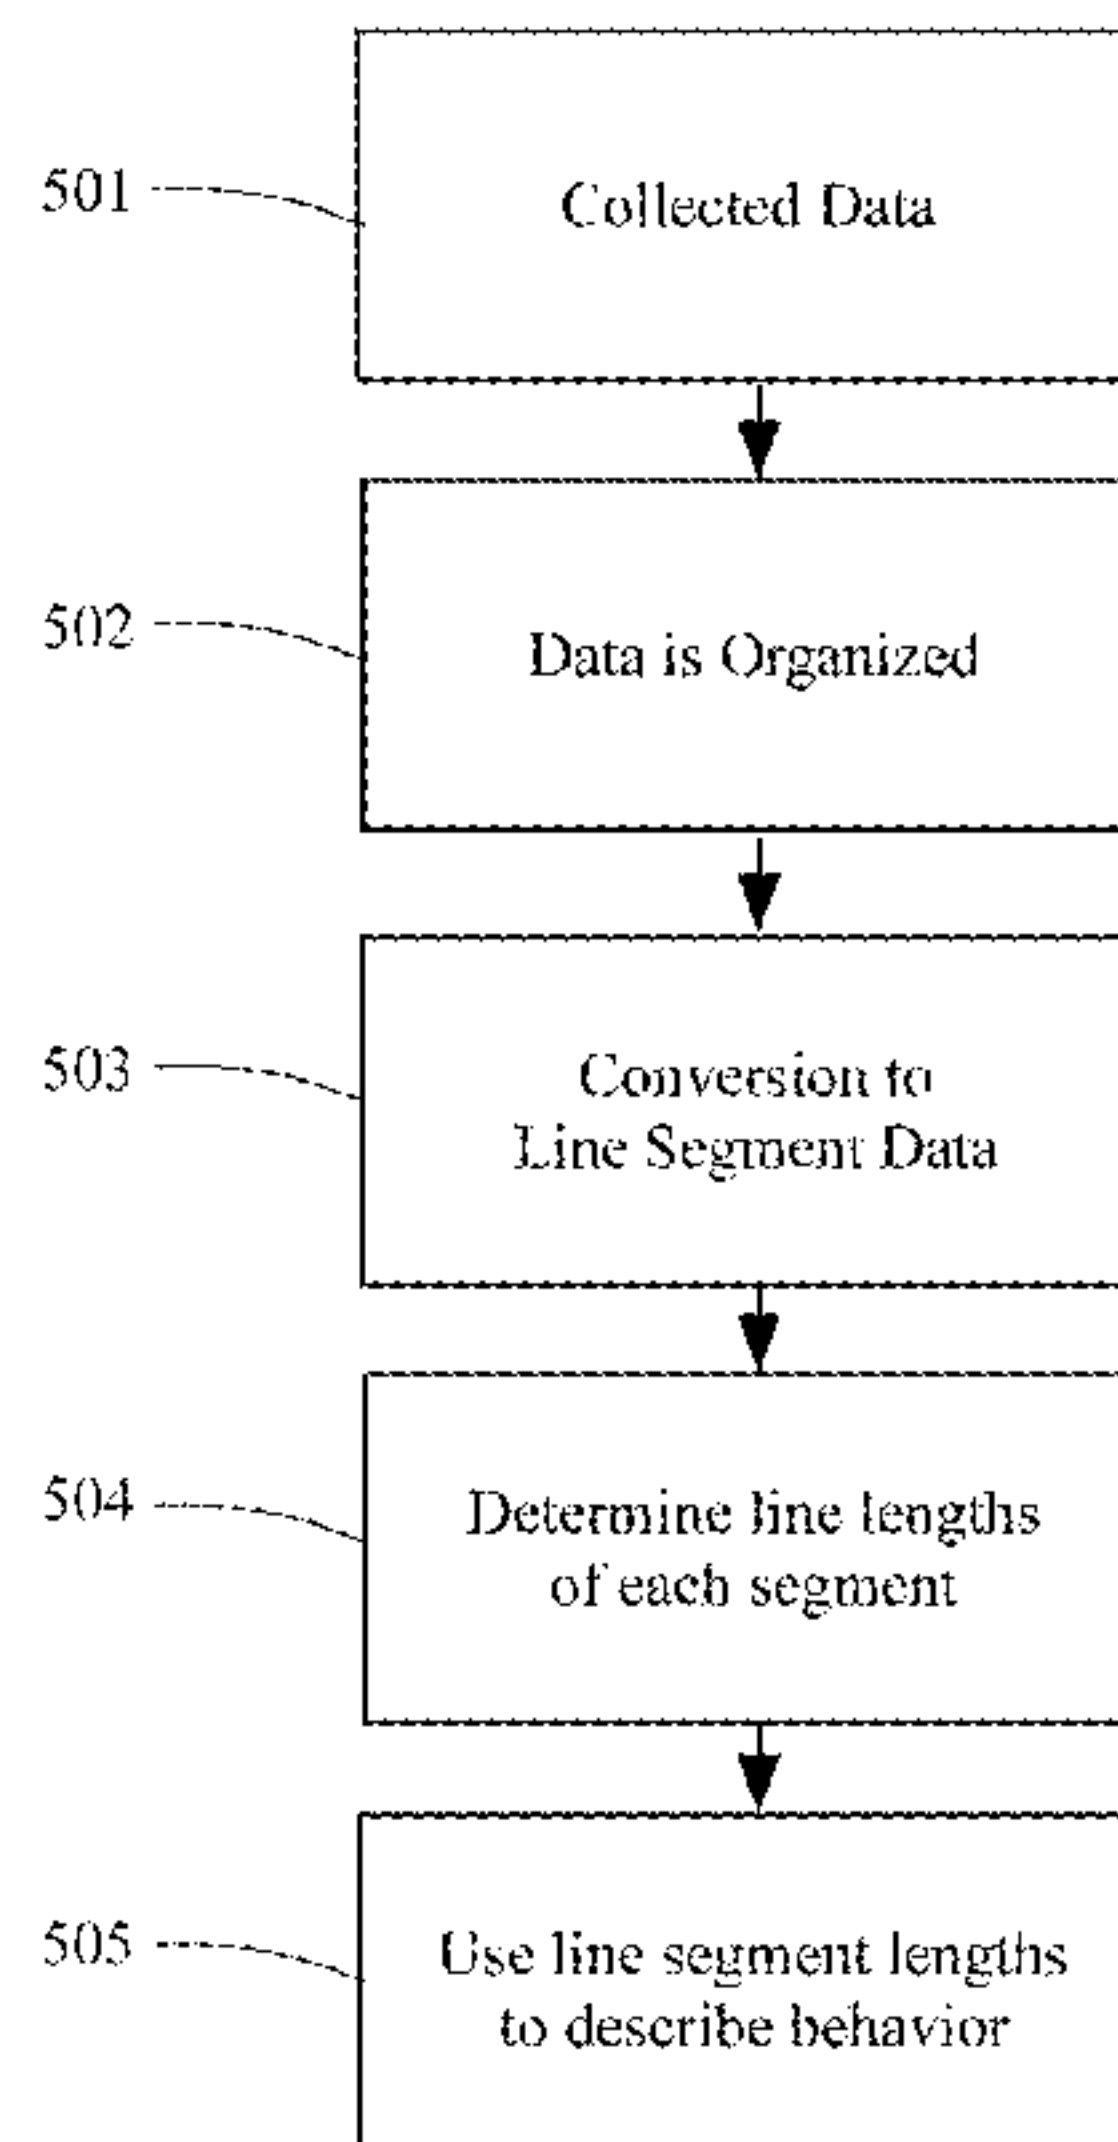 501
Collected Data
502
Data is Organized
503
Conversion to
Line Segment Data
504
Determine line lengths
of each segment
505
Use line segment lengths
to describe behavior